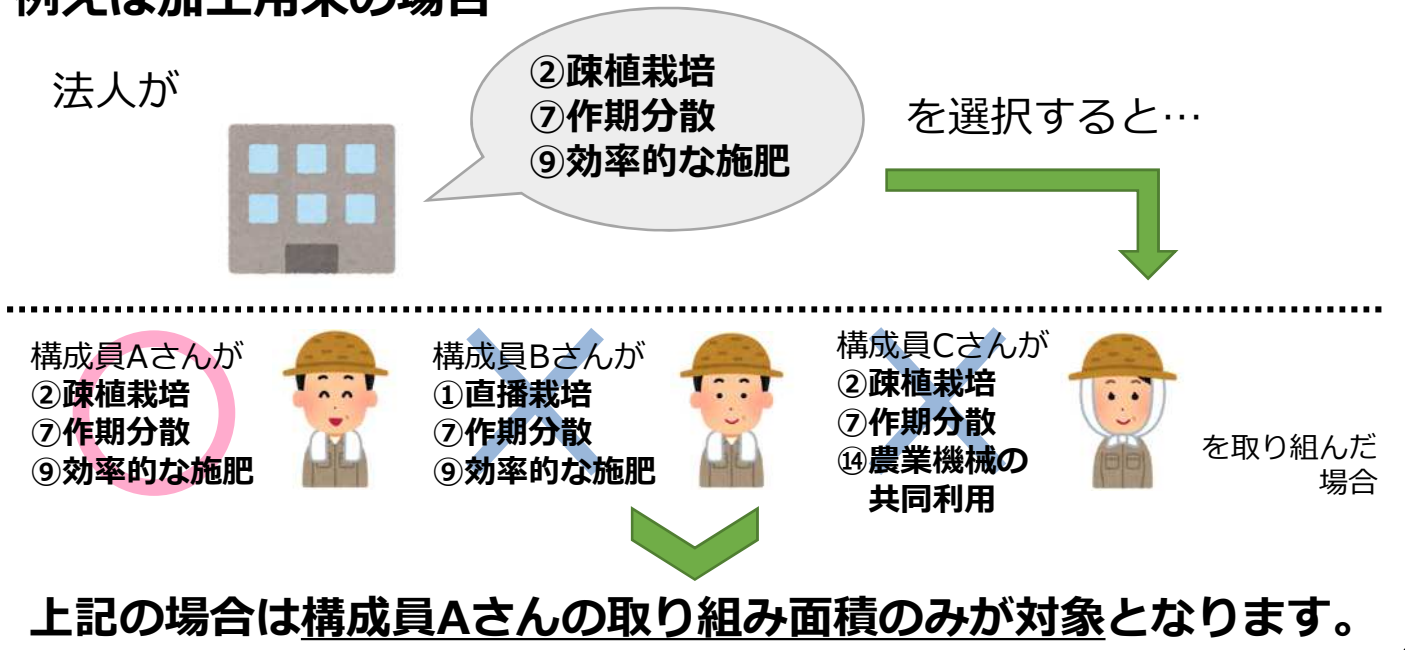 例えば加工用米の場合
法人が
②疎植栽培
⑦作期分散
⑨効率的な施肥
を選択すると…
構成員Aさんが
②疎植栽培
⑦作期分散
⑨効率的な施肥
構成員Bさんが
①直播栽培
⑦作期分散
⑨効率的な施肥
構成員Cさんが
②疎植栽培
⑦作期分散
⑭農業機械の
共同利用
を取り組んだ
場合
上記の場合は構成員Aさんの取り組み面積のみが対象となります。